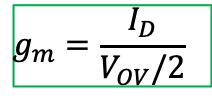 g_m = I_D / (V_OV/2)